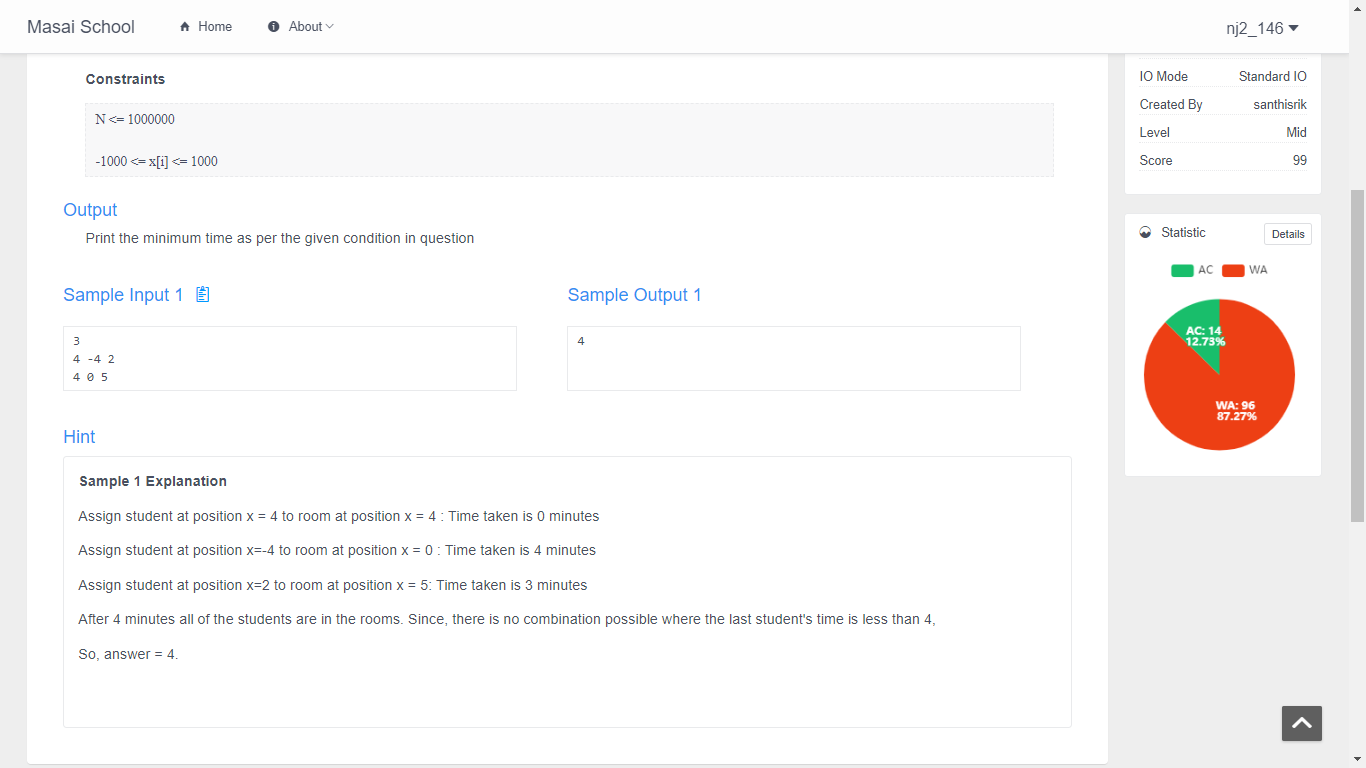 Masai School
Home
About
nj2_146
Constraints
N <= 1000000
-1000 <= x[i] <= 1000
Output
Print the minimum time as per the given condition in question
Sample Input 1
Sample Output 1
3
4 -4 2
4 0 5
4
Hint
Sample 1 Explanation
Assign student at position x = 4 to room at position x = 4 : Time taken is 0 minutes
Assign student at position x=-4 to room at position x = 0 : Time taken is 4 minutes
Assign student at position x=2 to room at position x = 5: Time taken is 3 minutes
After 4 minutes all of the students are in the rooms. Since, there is no combination possible where the last student's time is less than 4,
So, answer = 4.
IO Mode Standard IO
Created By santhisrik
Level Mid
Score 99
Statistic
Details
AC WA
AC: 14
12.73%
WA: 96
87.27%